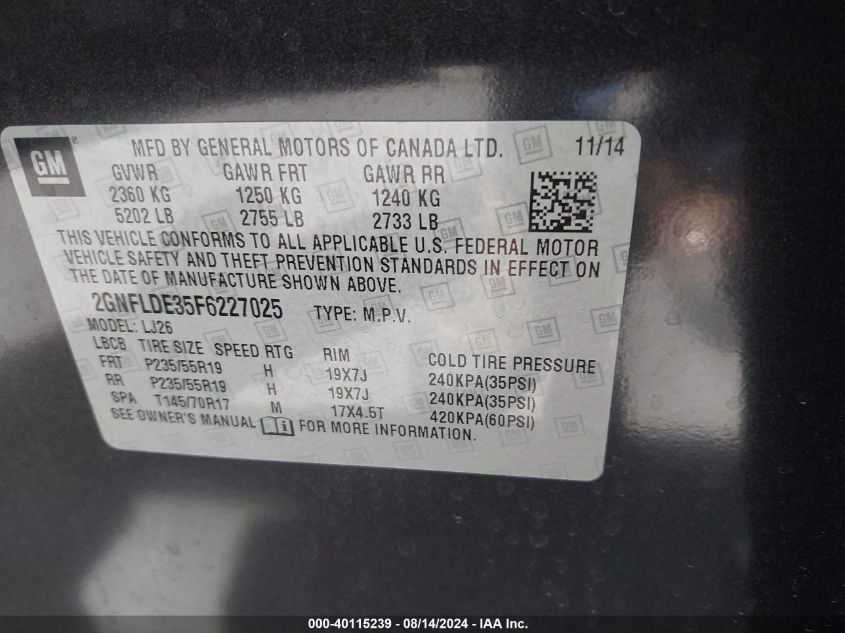 GM
MFD BY GENERAL MOTORS OF CANADA LTD. 11/14
GVWR GAWR FRT GAWR RR
2360 KG 1250 KG 1240 KG
5202 LB 2755 LB 2733 LB
THIS VEHICLE CONFORMS TO ALL APPLICABLE U.S. FEDERAL MOTOR
VEHICLE SAFETY AND THEFT PREVENTION STANDARDS IN EFFECT ON
THE DATE OF MANUFACTURE SHOWN ABOVE.
2GNFLDE35F6227025 TYPE: M.P.V.
MODEL: LJ26
LBCB TIRE SIZE SPEED RTG RIM COLD TIRE PRESSURE
FRT P235/55R19 H 19X7J 240KPA(35PSI)
RR P235/55R19 H 19X7J 240KPA(35PSI)
SPA T145/70R17 M 17X4.5T 420KPA(60PSI)
SEE OWNER'S MANUAL FOR MORE INFORMATION.
000-40115239 - 08/14/2024 - IAA Inc.